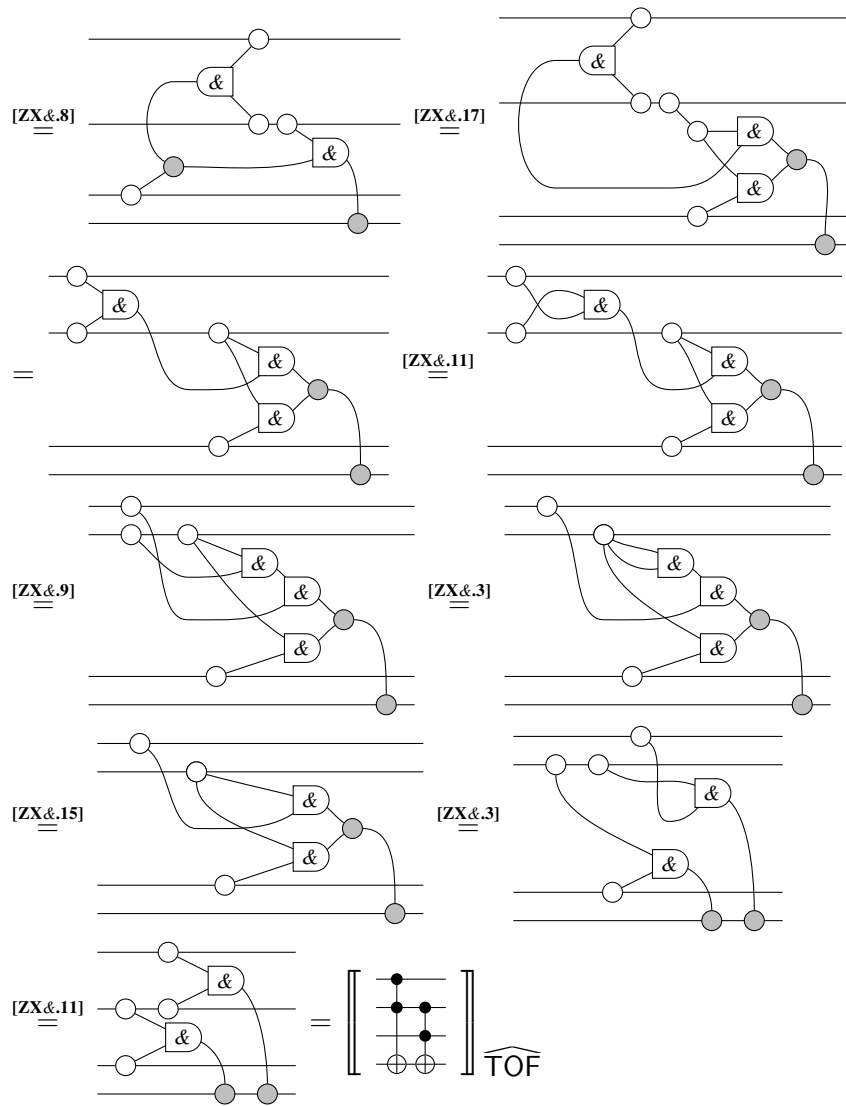 & [ZX&.8] = &
& [ZX&.17] = & &
= & & &
[ZX&.11] = & & &
[ZX&.9] = & & &
[ZX&.3] = & & &
[ZX&.15] = & &
[ZX&.3] = & &
[ZX&.11] = & & = ⟦ ⟧ TOF